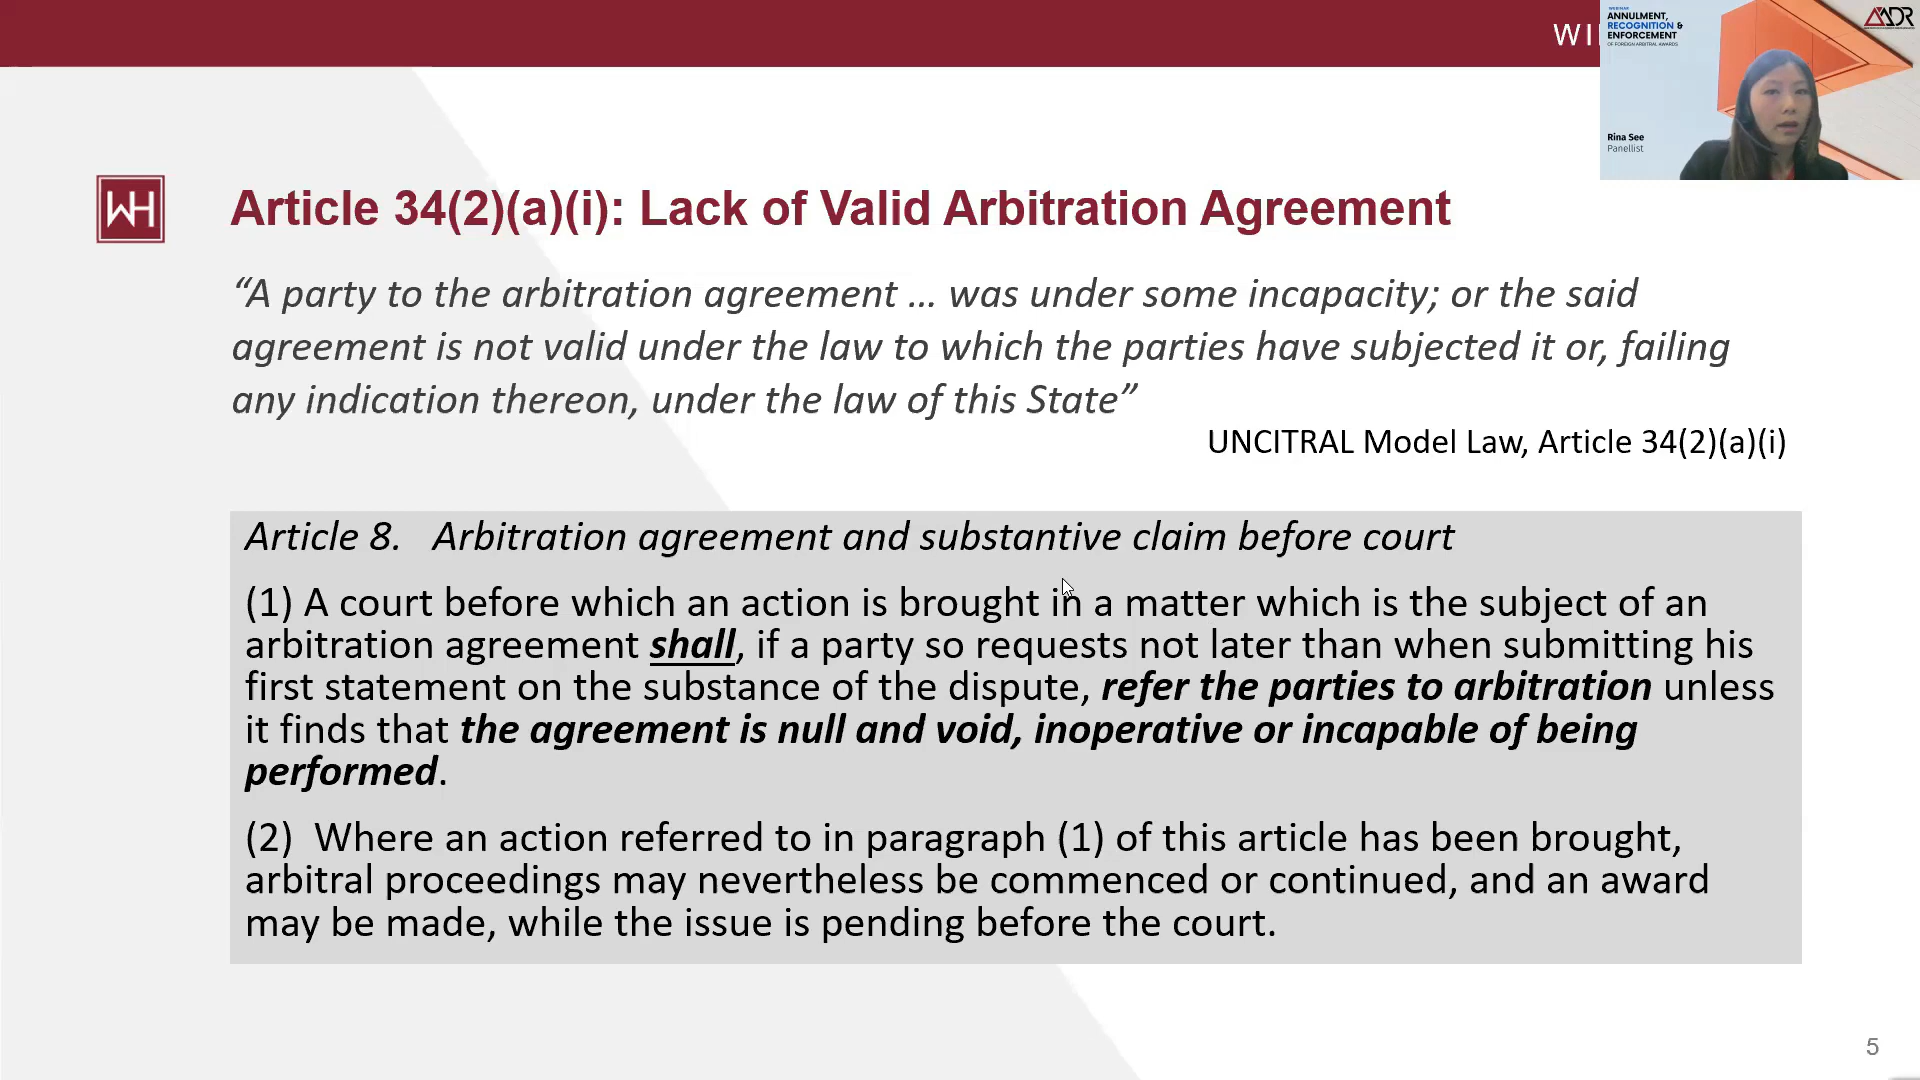 WI
WEBINAR
ANNULMENT,
RECOGNITION &
ENFORCEMENT
OF FOREIGN ARBITRAL AWARDS
Rina See
Panellist
WH
Article 34(2)(a)(i): Lack of Valid Arbitration Agreement
“A party to the arbitration agreement … was under some incapacity; or the said
agreement is not valid under the law to which the parties have subjected it or, failing
any indication thereon, under the law of this State”
UNCITRAL Model Law, Article 34(2)(a)(i)
Article 8. Arbitration agreement and substantive claim before court
(1) A court before which an action is brought in a matter which is the subject of an
arbitration agreement shall, if a party so requests not later than when submitting his
first statement on the substance of the dispute, refer the parties to arbitration unless
it finds that the agreement is null and void, inoperative or incapable of being
performed.
(2) Where an action referred to in paragraph (1) of this article has been brought,
arbitral proceedings may nevertheless be commenced or continued, and an award
may be made, while the issue is pending before the court.
5